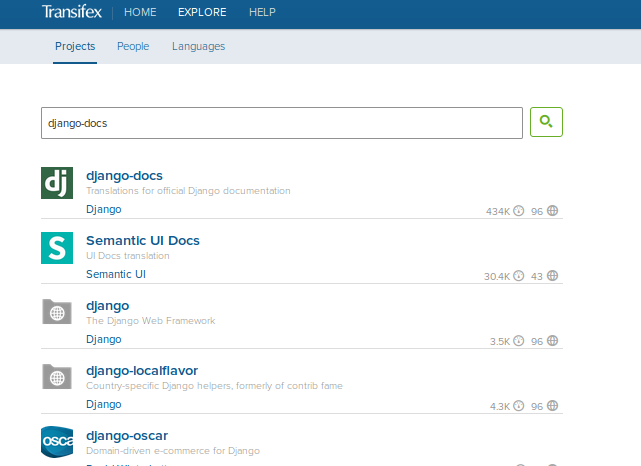 Transifex HOME EXPLORE HELP
Projects People Languages
django-docs
dj
django-docs
Translations for official Django documentation
Django 434K 96
S
Semantic UI Docs
UI Docs translation
Semantic UI 30.4K 43
django
The Django Web Framework
Django 3.5K 96
django-localflavor
Country-specific Django helpers, formerly of contrib fame
Django 4.3K 96
osca
django-oscar
Domain-driven e-commerce for Django